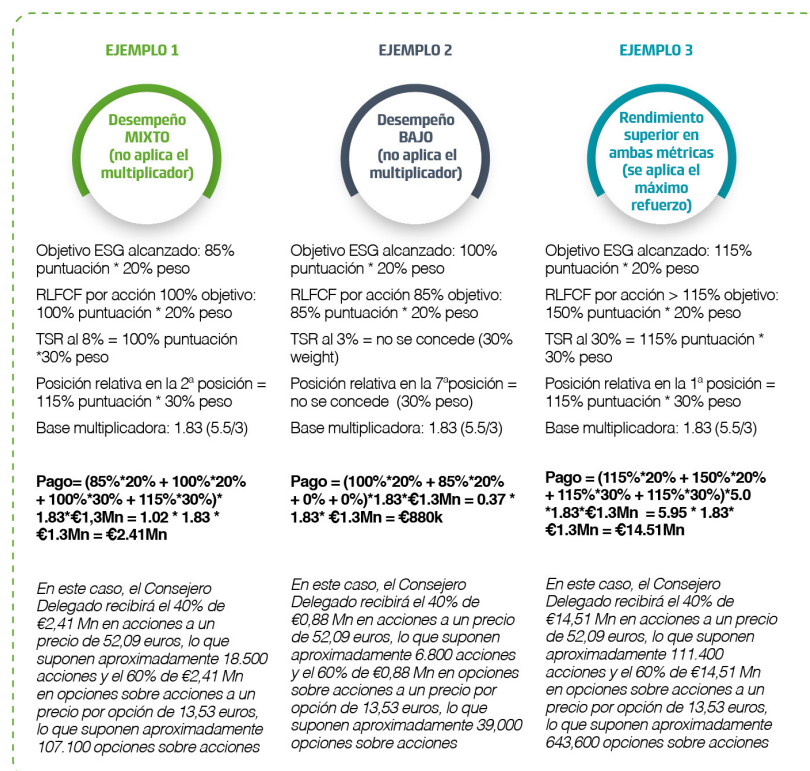 EJEMPLO 1
Desempeño
MIXTO
(no aplica el
multiplicador)
Objetivo ESG alcanzado: 85%
puntuación * 20% peso
RLFCF por acción 100% objetivo:
100% puntuación * 20% peso
TSR al 8% = 100% puntuación
*30% peso
Posición relativa en la 2ª posición =
115% puntuación * 30% peso
Base multiplicadora: 1.83 (5.5/3)
Pago= (85%*20% + 100%*20%
+ 100%*30% + 115%*30%)*
1.83*€1,3Mn = 1.02 * 1.83 *
€1.3Mn = €2.41Mn
En este caso, el Consejero
Delegado recibirá el 40% de
€2,41 Mn en acciones a un
precio de 52,09 euros, lo que
suponen aproximadamente 18.500
acciones y el 60% de €2,41 Mn
en opciones sobre acciones a un
precio por opción de 13,53 euros,
lo que suponen aproximadamente
107.100 opciones sobre acciones
EJEMPLO 2
Desempeño
BAJO
(no aplica el
multiplicador)
Objetivo ESG alcanzado: 100%
puntuación * 20% peso
RLFCF por acción 85% objetivo:
85% puntuación * 20% peso
TSR al 3% = no se concede (30%
weight)
Posición relativa en la 7ªposición =
no se concede (30% peso)
Base multiplicadora: 1.83 (5.5/3)
Pago = (100%*20% + 85%*20%
+ 0% + 0%)*1.83*€1.3Mn = 0.37 *
1.83* €1.3Mn = €880k
En este caso, el Consejero
Delegado recibirá el 40% de
€0,88 Mn en acciones a un precio
de 52,09 euros, lo que suponen
aproximadamente 6.800 acciones
y el 60% de €0,88 Mn en opciones
sobre acciones a un precio por
opción de 13,53 euros, lo que
suponen aproximadamente 39,000
opciones sobre acciones
EJEMPLO 3
Rendimiento
superior en
ambas métricas
(se aplica el
máximo
refuerzo)
Objetivo ESG alcanzado: 115%
puntuación * 20% peso
RLFCF por acción > 115% objetivo:
150% puntuación * 20% peso
TSR al 30% = 115% puntuación *
30% peso
Posición relativa en la 1ª posición =
115% puntuación * 30% peso
Base multiplicadora: 1.83 (5.5/3)
Pago = (115%*20% + 150%*20%
+ 115%*30% + 115%*30%)*5.0
*1.83*€1.3Mn = 5.95 * 1.83*
€1.3Mn = €14.51Mn
En este caso, el Consejero
Delegado recibirá el 40% de
€14,51 Mn en acciones a un
precio de 52,09 euros, lo que
suponen aproximadamente
111.400
acciones y el 60% de
€14,51 Mn en opciones
sobre acciones a un precio
por opción de 13,53 euros,
lo que suponen aproximadamente
643,600 opciones sobre acciones